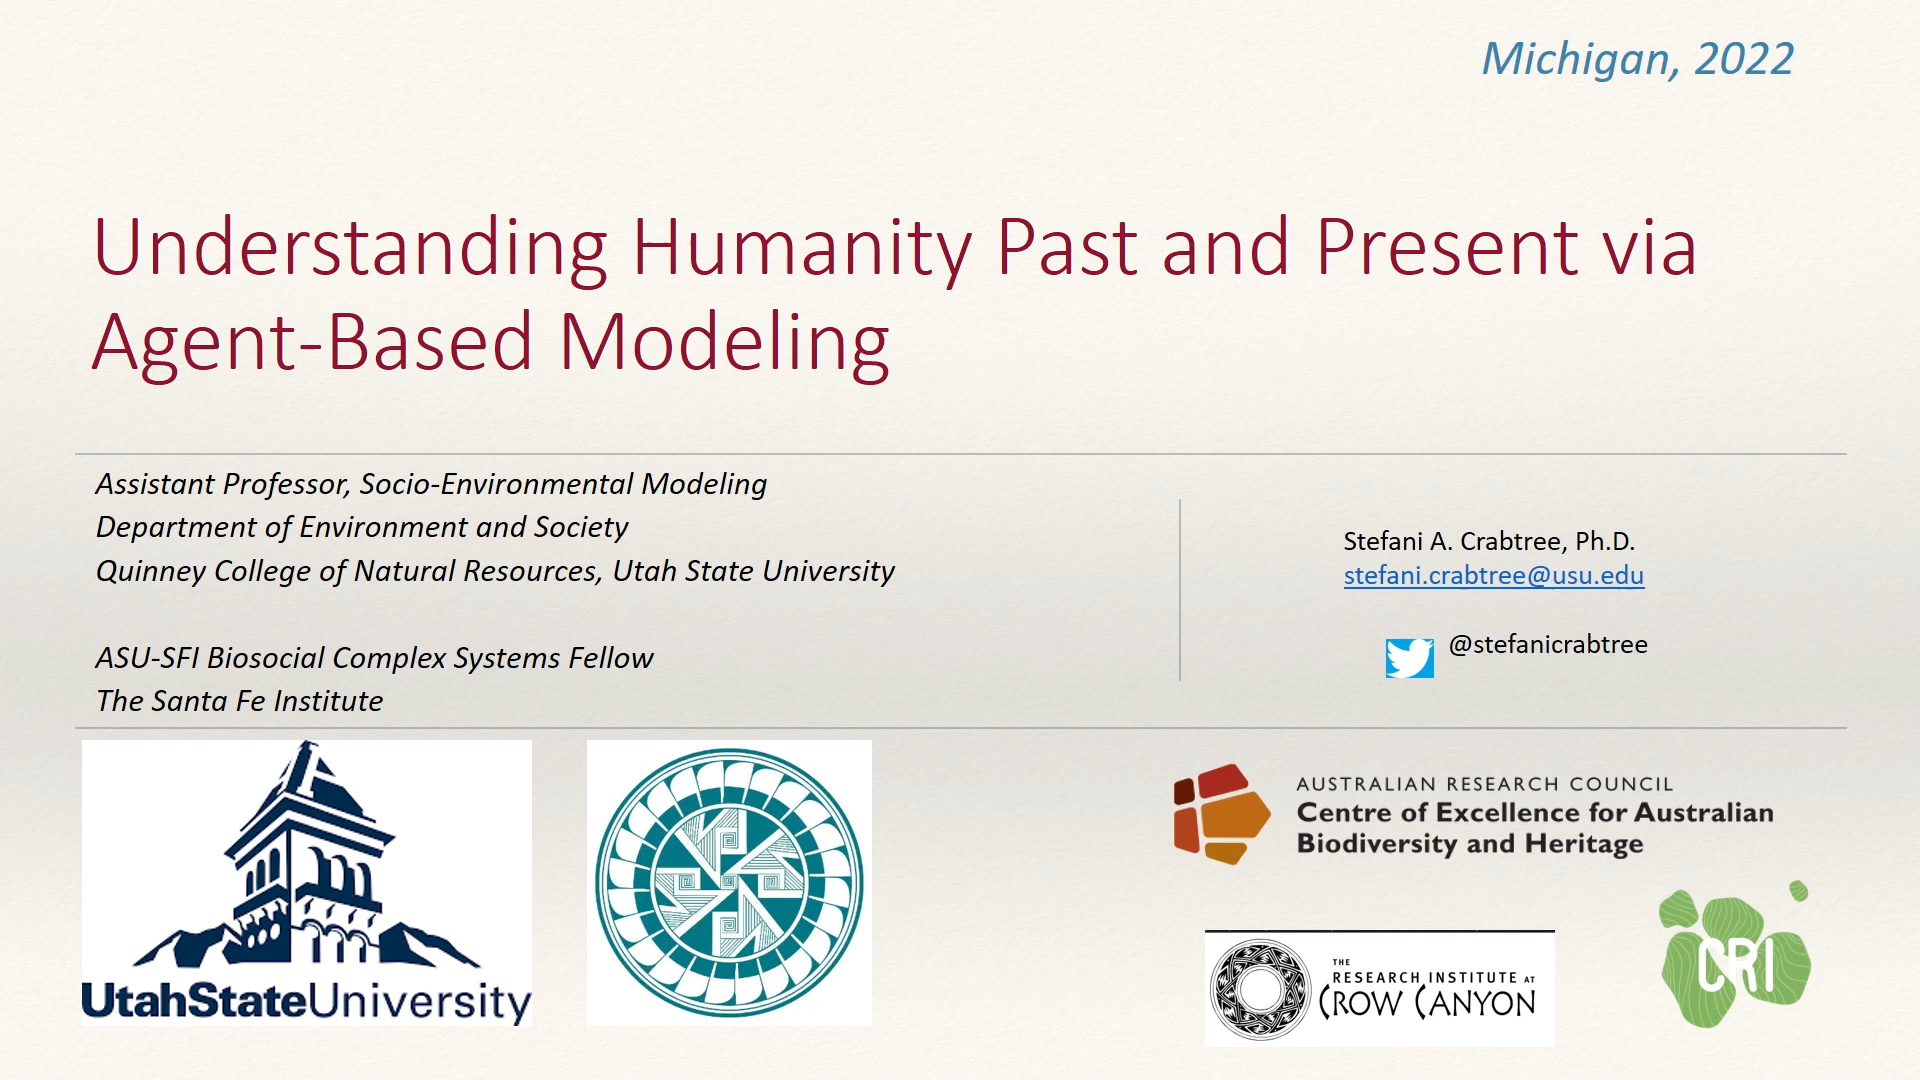 Michigan, 2022
Understanding Humanity Past and Present via
Agent-Based Modeling
Assistant Professor, Socio-Environmental Modeling
Department of Environment and Society
Quinney College of Natural Resources, Utah State University
ASU-SFI Biosocial Complex Systems Fellow
The Santa Fe Institute
Stefani A. Crabtree, Ph.D.
stefani.crabtree@usu.edu
@stefanicrabtree
UtahStateUniversity
AUSTRALIAN RESEARCH COUNCIL
Centre of Excellence for Australian
Biodiversity and Heritage
THE
RESEARCH INSTITUTE AT
CROW CANYON
CRI